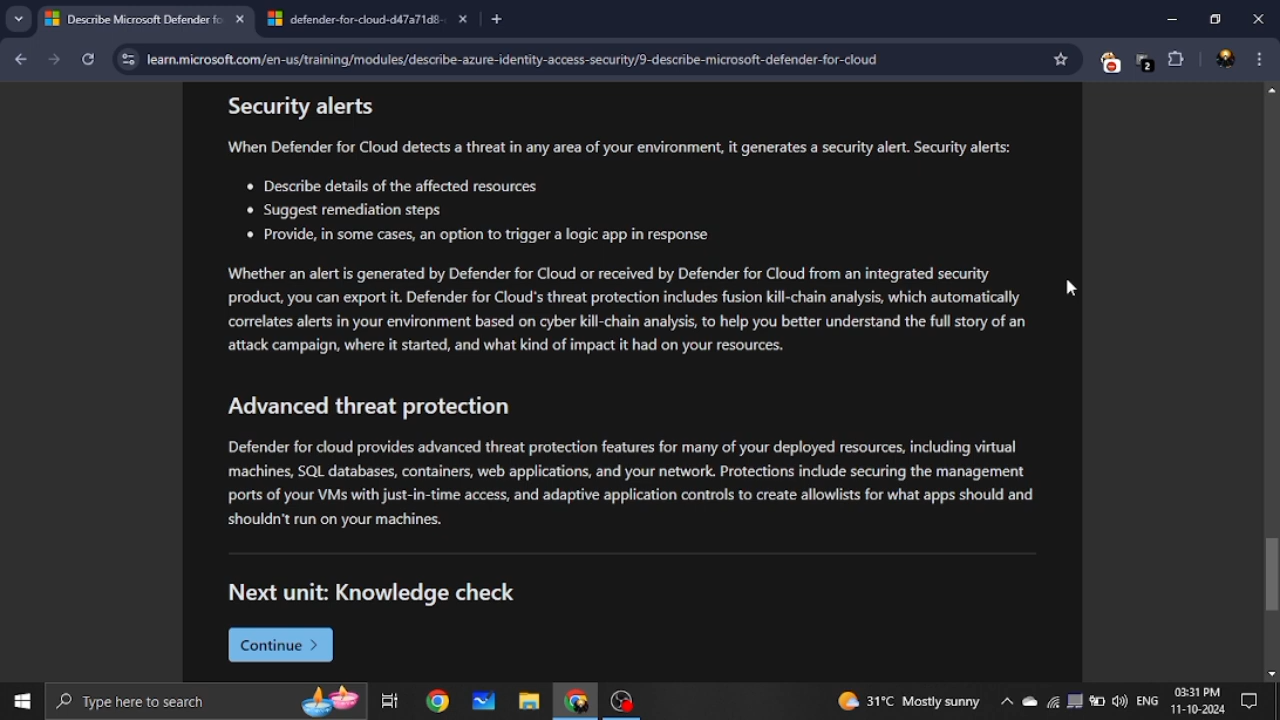 Describe Microsoft Defender fo
defender-for-cloud-d47a71d8-
learn.microsoft.com/en-us/training/modules/describe-azure-identity-access-security/9-describe-microsoft-defender-for-cloud
2
Security alerts
When Defender for Cloud detects a threat in any area of your environment, it generates a security alert. Security alerts:
• Describe details of the affected resources
• Suggest remediation steps
• Provide, in some cases, an option to trigger a logic app in response
Whether an alert is generated by Defender for Cloud or received by Defender for Cloud from an integrated security
product, you can export it. Defender for Cloud's threat protection includes fusion kill-chain analysis, which automatically
correlates alerts in your environment based on cyber kill-chain analysis, to help you better understand the full story of an
attack campaign, where it started, and what kind of impact it had on your resources.
Advanced threat protection
Defender for cloud provides advanced threat protection features for many of your deployed resources, including virtual
machines, SQL databases, containers, web applications, and your network. Protections include securing the management
ports of your VMs with just-in-time access, and adaptive application controls to create allowlists for what apps should and
shouldn't run on your machines.
Next unit: Knowledge check
Continue
Type here to search
31°C Mostly sunny
ENG
03:31 PM
11-10-2024